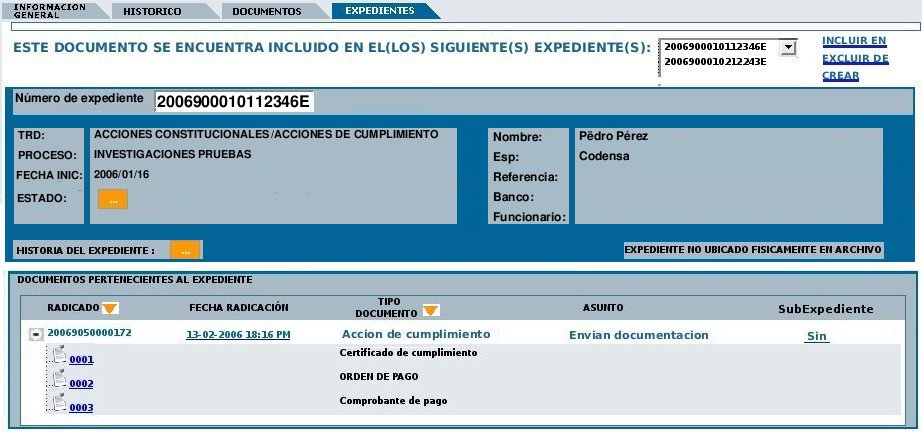 INFORMACION GENERAL
HISTORICO
DOCUMENTOS
EXPEDIENTES
ESTE DOCUMENTO SE ENCUENTRA INCLUIDO EN EL(LOS) SIGUIENTE(S) EXPEDIENTE(S):
2006900010112346E
2006900010212243E
INCLUIR EN
EXCLUIR DE
CREAR
Número de expediente 2006900010112346E
TRD: ACCIONES CONSTITUCIONALES/ACCIONES DE CUMPLIMIENTO
PROCESO: INVESTIGACIONES PRUEBAS
FECHA INIC: 2006/01/16
ESTADO: ...
Nombre: Pëdro Pérez
Esp: Codensa
Referencia:
Banco:
Funcionario:
HISTORIA DEL EXPEDIENTE : ...
EXPEDIENTE NO UBICADO FISICAMENTE EN ARCHIVO
DOCUMENTOS PERTENECIENTES AL EXPEDIENTE
RADICADO FECHA RADICACIÓN TIPO DOCUMENTO ASUNTO SubExpediente
20069050000172 13-02-2006 18:16 PM Accion de cumplimiento Envian documentacion Sin
0001 Certificado de cumplimiento
0002 ORDEN DE PAGO
0003 Comprobante de pago